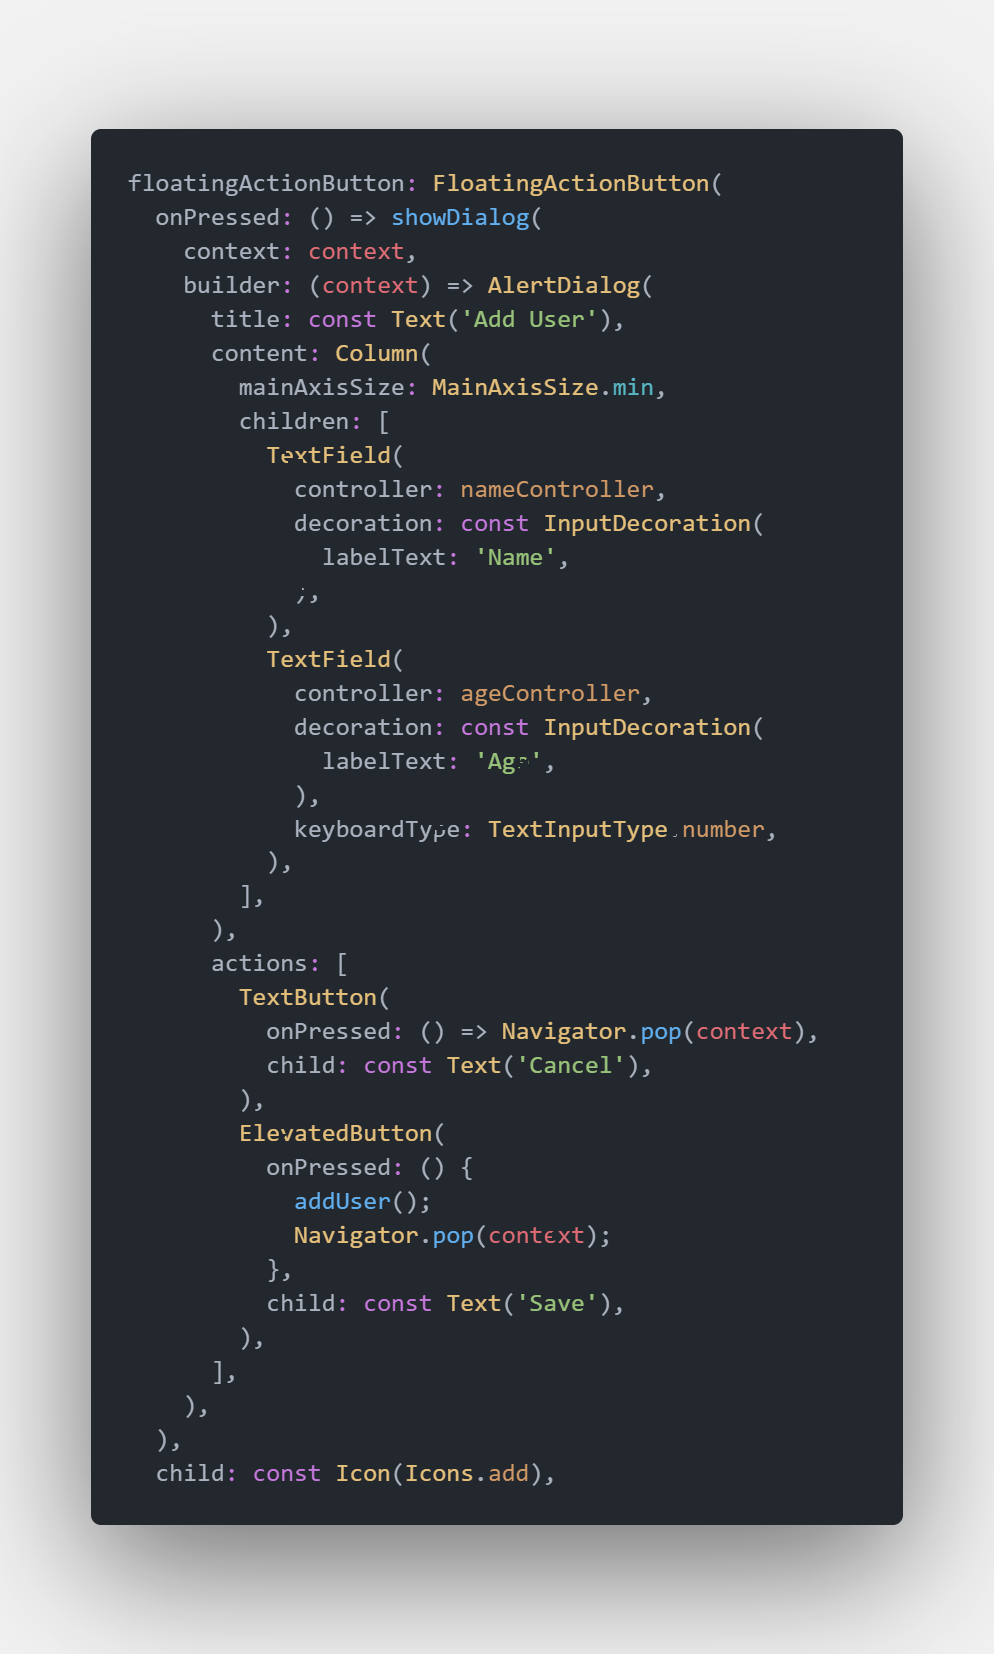 floatingActionButton: FloatingActionButton(
  onPressed: () => showDialog(
    context: context,
    builder: (context) => AlertDialog(
      title: const Text('Add User'),
      content: Column(
        mainAxisSize: MainAxisSize.min,
        children: [
          TextField(
            controller: nameController,
            decoration: const InputDecoration(
              labelText: 'Name',
            ),
          ),
          TextField(
            controller: ageController,
            decoration: const InputDecoration(
              labelText: 'Age',
            ),
            keyboardType: TextInputType.number,
          ),
        ],
      ),
      actions: [
        TextButton(
          onPressed: () => Navigator.pop(context),
          child: const Text('Cancel'),
        ),
        ElevatedButton(
          onPressed: () {
            addUser();
            Navigator.pop(context);
          },
          child: const Text('Save'),
        ),
      ],
    ),
  ),
  child: const Icon(Icons.add),